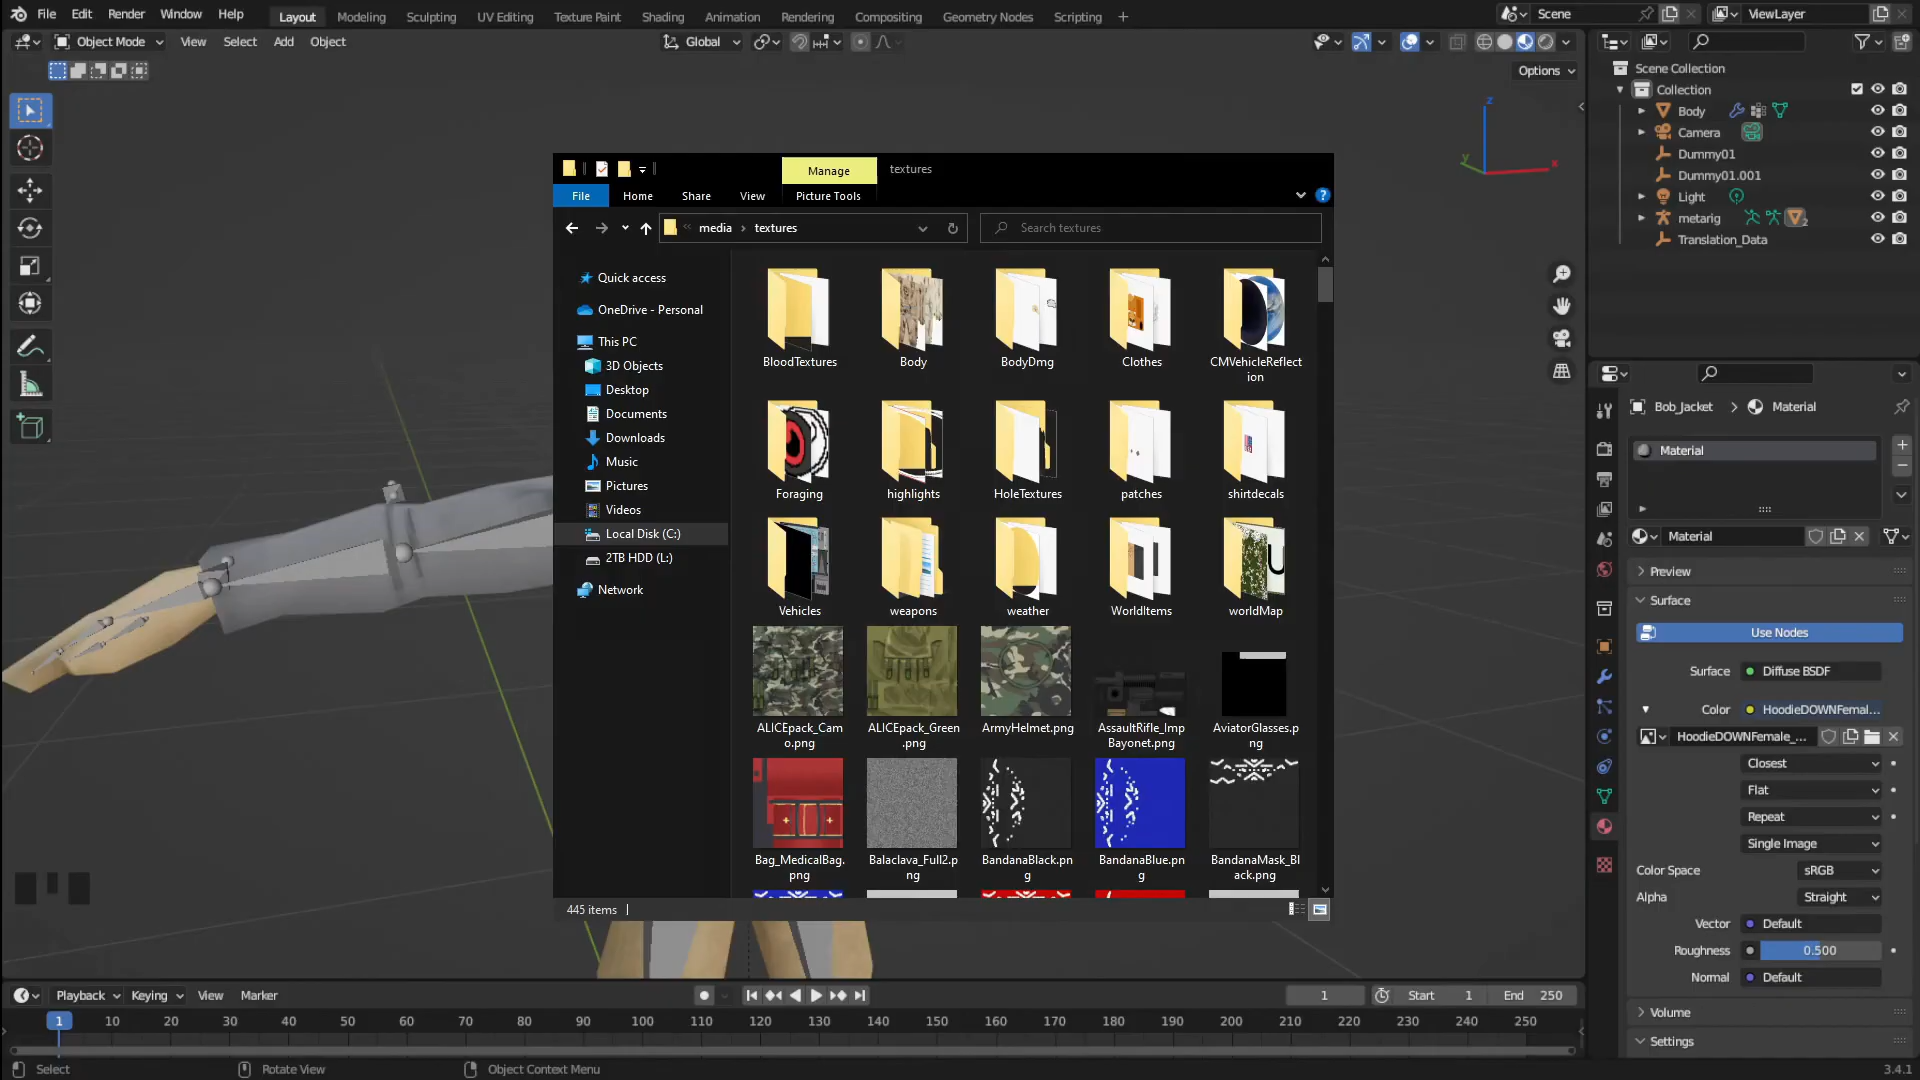 File Edit Render Window Help Layout Modeling Sculpting UV Editing Texture Paint Shading Animation Rendering Compositing Geometry Nodes Scripting Scene ViewLayer
Object Mode View Select Add Object Global
Options
Scene Collection
Collection
Body
Camera
Dummy01
Dummy01.001
Light
metarig
2
Translation_Data
z
y
x
Manage textures
File Home Share View Picture Tools
media textures Search textures
Quick access
OneDrive - Personal
This PC
3D Objects
Desktop
Documents
Downloads
Music
Pictures
Videos
Local Disk (C:)
2TB HDD (L:)
Network
BloodTextures Body BodyDmg Clothes CMVehicleReflect
ion
Foraging highlights HoleTextures patches shirtdecals
Vehicles weapons weather WorldItems worldMap
ALICEpack_Cam ALICEpack_Green ArmyHelmet.png AssaultRifle_Imp AviatorGlasses.p
o.png .png Bayonet.png ng
Bag_MedicalBag. Balaclava_Full2.p BandanaBlack.pn BandanaBlue.pn BandanaMask_Bl
png ng g g ack.png
445 items
Bob_Jacket Material
Material
Material
Preview
Surface
Use Nodes
Surface Diffuse BSDF
Color HoodieDOWNFemal...
HoodieDOWNFemale_...
Closest
Flat
Repeat
Single Image
Color Space sRGB
Alpha Straight
Vector Default
Roughness 0.500
Normal Default
Volume
Settings
Playback Keying View Marker 1 Start 1 End 250
1 10 20 30 40 50 60 70 80 90 100 110 120 130 140 150 160 170 180 190 200 210 220 230 240 250
Select Rotate View Object Context Menu 3.4.1